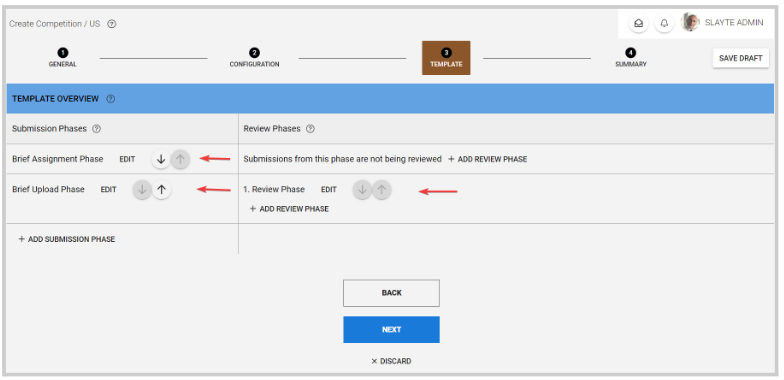 Create Competition / US
SLAYTE ADMIN
1
GENERAL
2
CONFIGURATION
3
TEMPLATE
4
SUMMARY
SAVE DRAFT
TEMPLATE OVERVIEW
Submission Phases
Review Phases
Brief Assignment Phase EDIT
Submissions from this phase are not being reviewed + ADD REVIEW PHASE
Brief Upload Phase EDIT
1. Review Phase EDIT
+ ADD REVIEW PHASE
+ ADD SUBMISSION PHASE
BACK
NEXT
× DISCARD